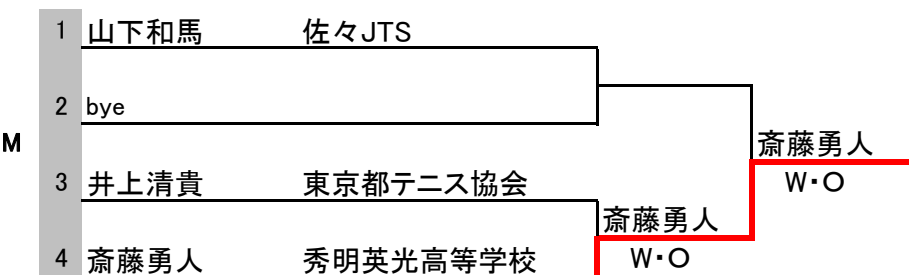 1 山下和馬 佐々JTS
2 bye
M
斎藤勇人
3 井上清貴 東京都テニス協会
W・O
斎藤勇人
4 斎藤勇人 秀明英光高等学校
W・O